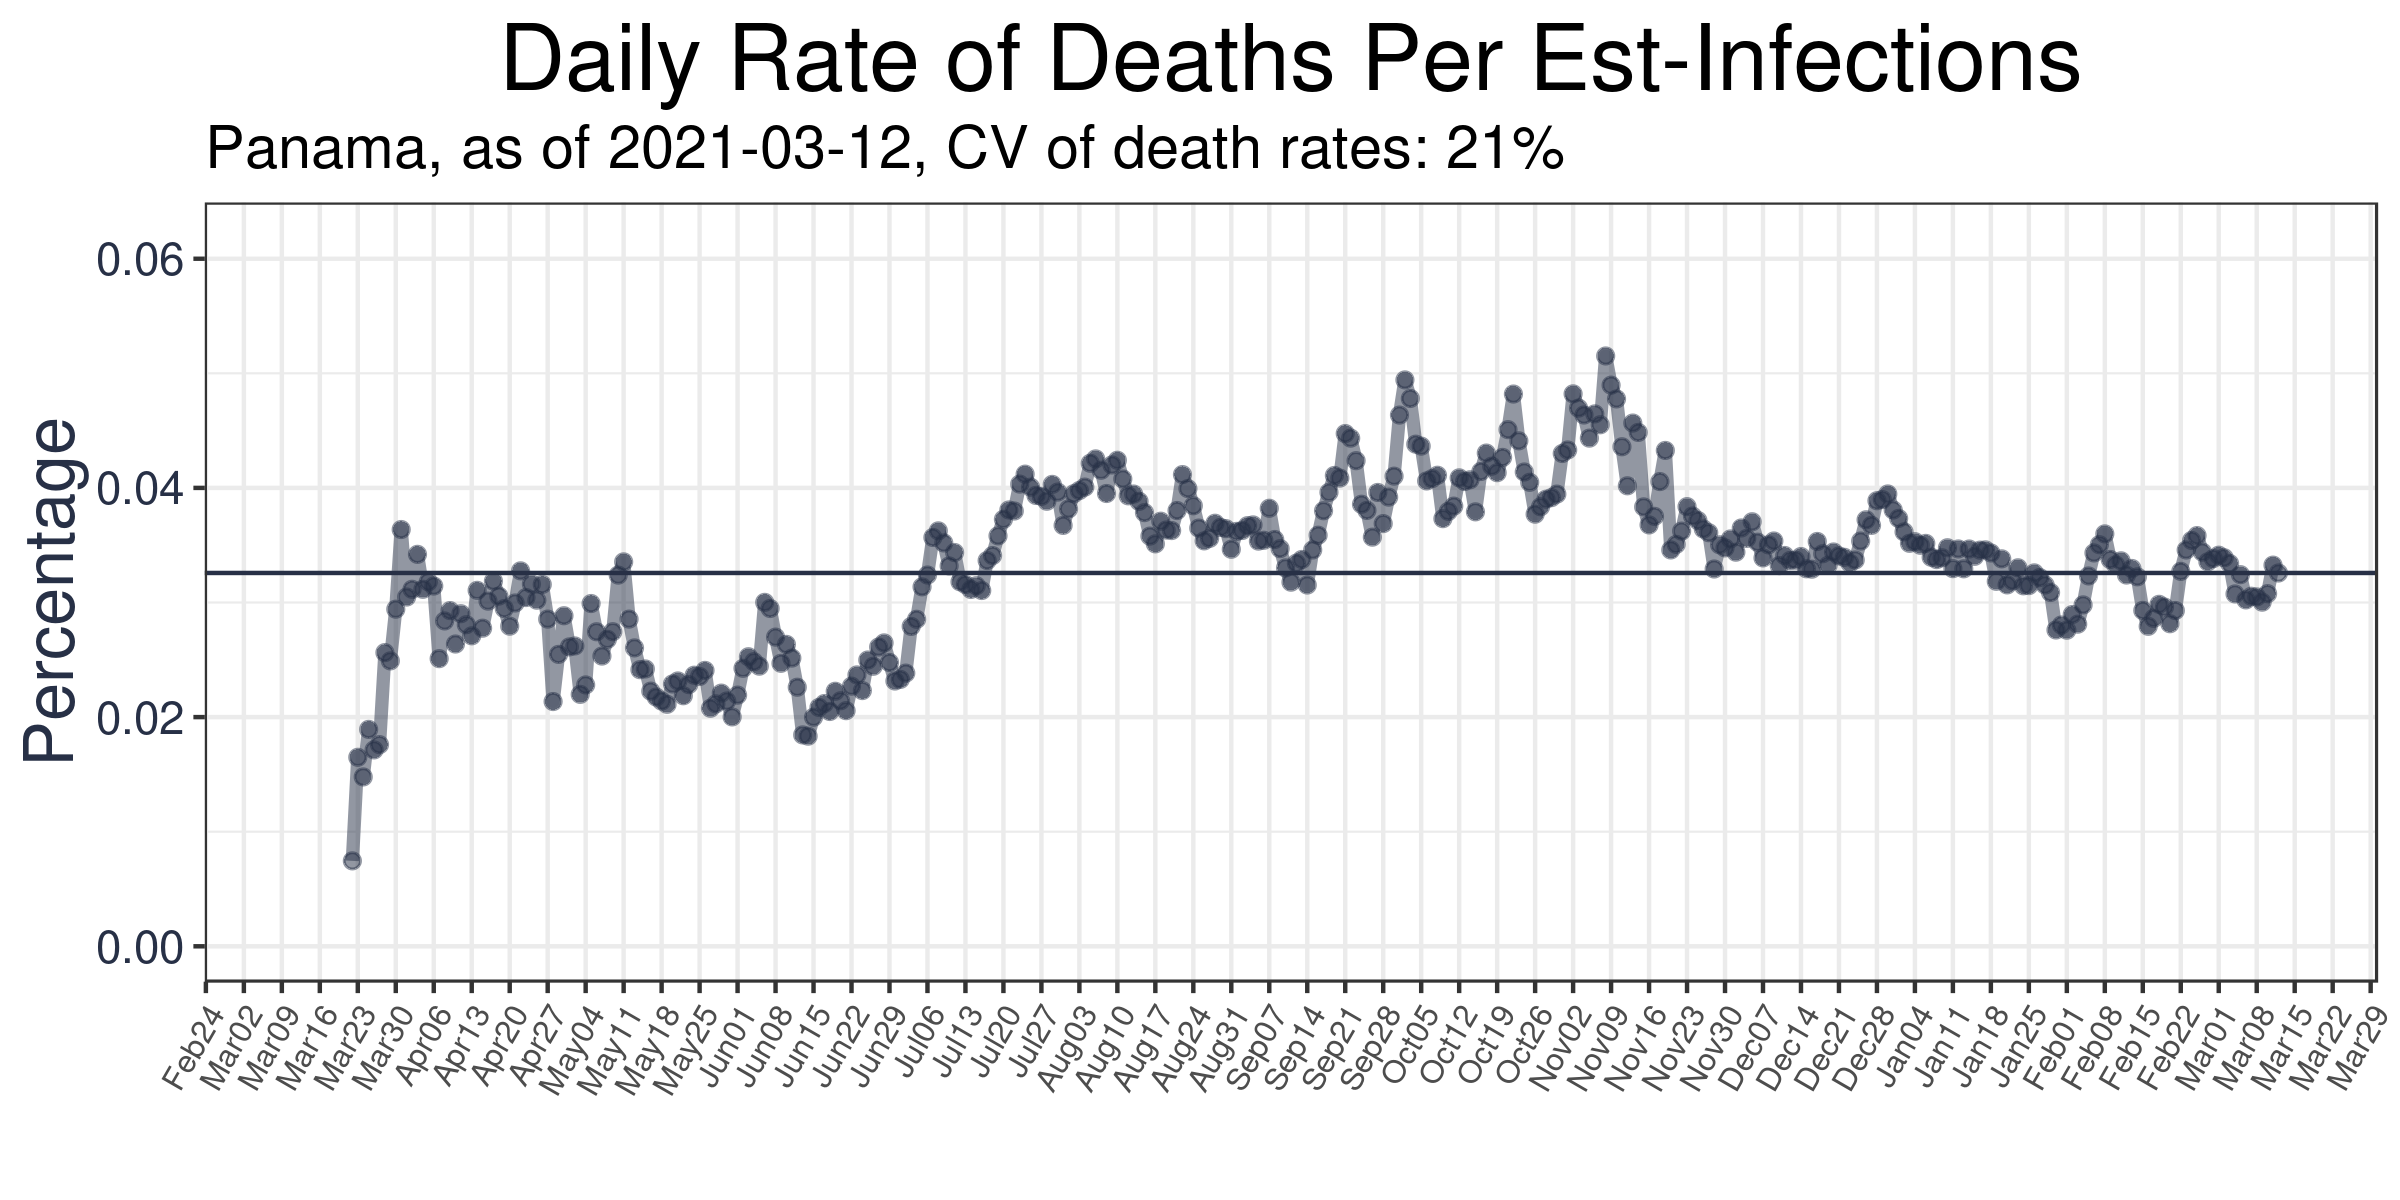 Daily Rate of Deaths Per Est-Infections
Panama, as of 2021-03-12, CV of death rates: 21%
Percentage
0.06
0.04
0.02
0.00
Feb24
Mar02
Mar09
Mar16
Mar23
Mar30
Apr06
Apr13
Apr20
Apr27
May04
May11
May18
May25
Jun01
Jun08
Jun15
Jun22
Jun29
Jul06
Jul13
Jul20
Jul27
Aug03
Aug10
Aug17
Aug24
Aug31
Sep07
Sep14
Sep21
Sep28
Oct05
Oct12
Oct19
Oct26
Nov02
Nov09
Nov16
Nov23
Nov30
Dec07
Dec14
Dec21
Dec28
Jan04
Jan11
Jan18
Jan25
Feb01
Feb08
Feb15
Feb22
Mar01
Mar08
Mar15
Mar22
Mar29